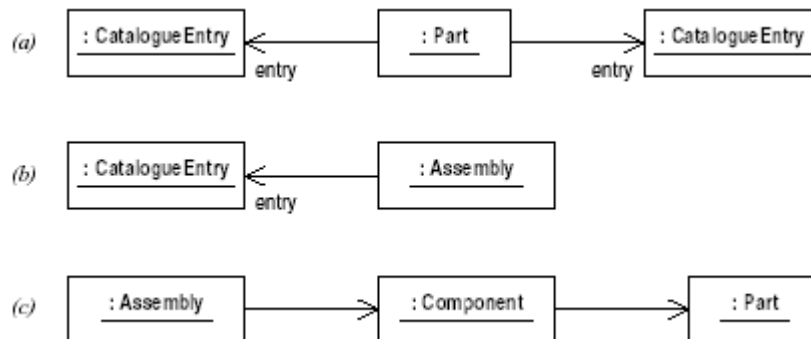 (a) : CatalogueEntry : Part : CatalogueEntry
entry entry
(b) : CatalogueEntry : Assembly
entry
(c) : Assembly : Component : Part